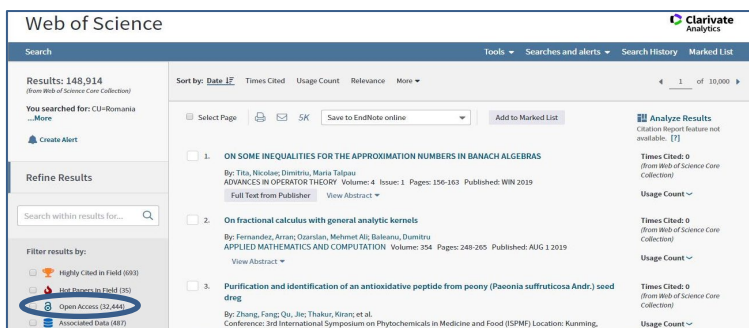 Web of Science
Clarivate
Analytics
Search
Tools
Searches and alerts
Search History
Marked List
Results: 148,914
(from Web of Science Core Collection)
You searched for: CU=Romania
...More
Create Alert
Refine Results
Search within results for...
Filter results by:
Highly Cited in Field (693)
Hot Papers in Field (35)
Open Access (32,444)
Associated Data (487)
Sort by: Date Times Cited Usage Count Relevance More
1 of 10,000
Select Page 5K Save to EndNote online Add to Marked List
1. ON SOME INEQUALITIES FOR THE APPROXIMATION NUMBERS IN BANACH ALGEBRAS
By: Tita, Nicolae; Dimitriu, Maria Talpau
ADVANCES IN OPERATOR THEORY Volume: 4 Issue: 1 Pages: 156-163 Published: WIN 2019
Full Text from Publisher View Abstract
2. On fractional calculus with general analytic kernels
By: Fernandez, Arran; Ozarslan, Mehmet Ali; Baleanu, Dumitru
APPLIED MATHEMATICS AND COMPUTATION Volume: 354 Pages: 248-265 Published: AUG 1 2019
View Abstract
3. Purification and identification of an antioxidative peptide from peony (Paeonia suffruticosa Andr.) seed
dreg
By: Zhang, Fang; Qu, Jie; Thakur, Kiran; et al.
Conference: 3rd International Symposium on Phytochemicals in Medicine and Food (ISPMF) Location: Kunming,
Analyze Results
Citation Report feature not
available. [?]
Times Cited: 0
(from Web of Science Core
Collection)
Usage Count
Times Cited: 0
(from Web of Science Core
Collection)
Usage Count
Times Cited: 0
(from Web of Science Core
Collection)
Usage Count